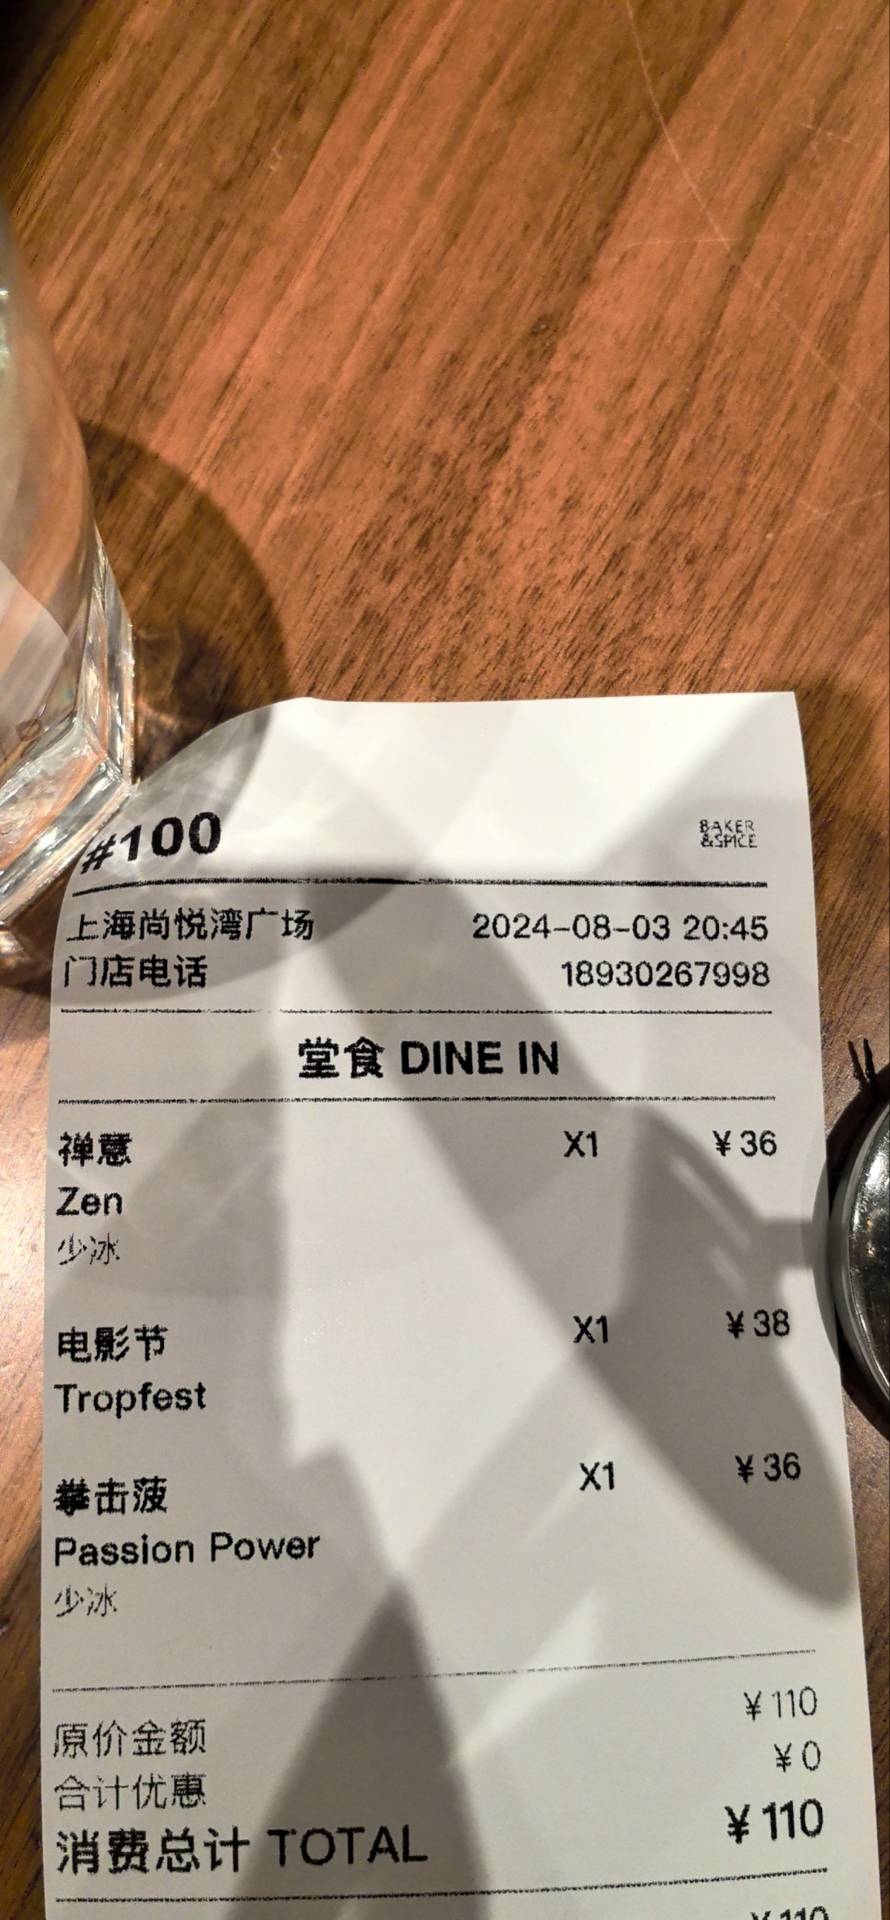 #100
BAKER
&SPICE
上海尚悦湾广场 2024-08-03 20:45
门店电话 18930267998
堂食 DINE IN
禅意 X1 ¥36
Zen
少冰
电影节 X1 ¥38
Tropfest
拳击菠 X1 ¥36
Passion Power
少冰
原价金额 ¥110
合计优惠 ¥0
消费总计 TOTAL ¥110
¥110